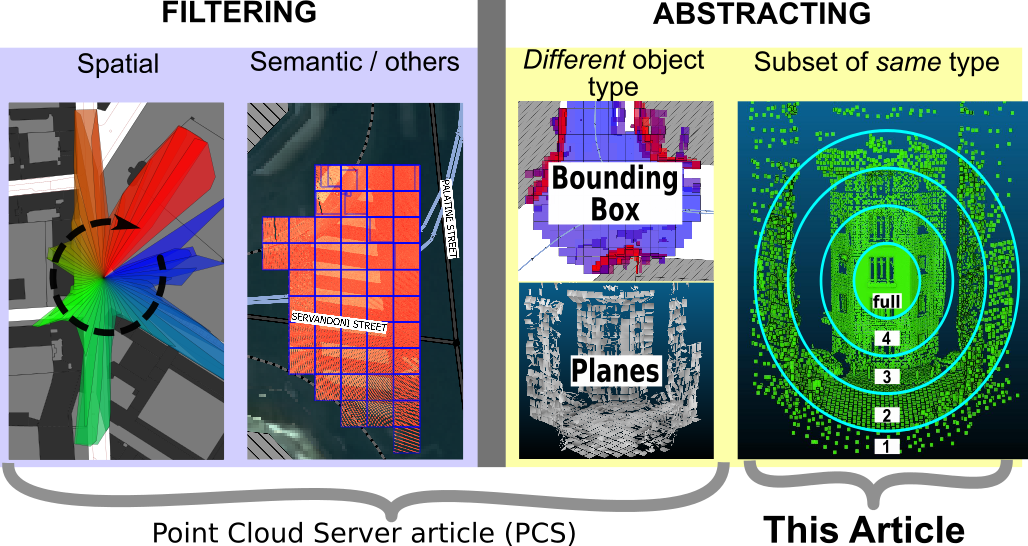 FILTERING
ABSTRACTING
Spatial
Semantic / others
Different object
type
Subset of same type
PALATINE STREET
SERVANDONI STREET
Bounding
Box
Planes
full
4
3
2
1
Point Cloud Server article (PCS)
This Article